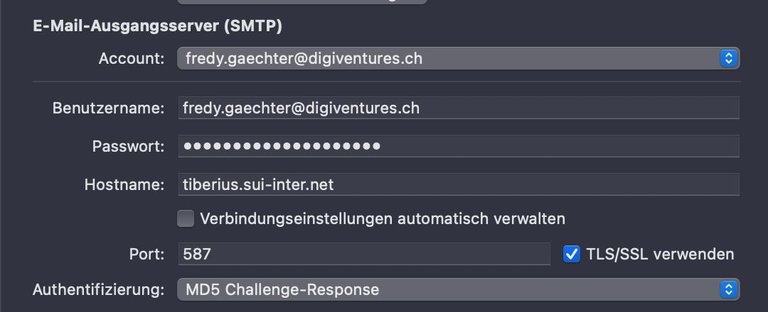 E-Mail-Ausgangsserver (SMTP)
Account: fredy.gaechter@digiventures.ch
Benutzername: fredy.gaechter@digiventures.ch
Passwort: ••••••••••••••••••••
Hostname: tiberius.sui-inter.net
Verbindungseinstellungen automatisch verwalten
Port: 587 TLS/SSL verwenden
Authentifizierung: MD5 Challenge-Response